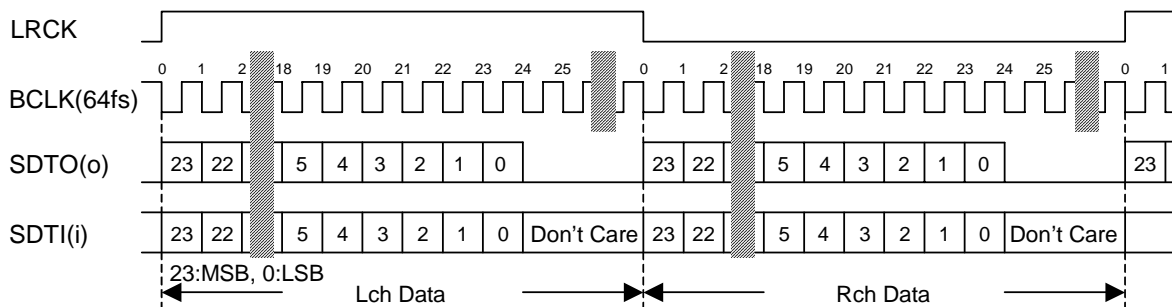 LRCK
0 1 2 18 19 20 21 22 23 24 25 0 1 2 18 19 20 21 22 23 24 25 0 1
BCLK(64fs)
SDTO(o) 23 22 5 4 3 2 1 0 23 22 5 4 3 2 1 0 23
SDTI(i) 23 22 5 4 3 2 1 0 Don't Care 23 22 5 4 3 2 1 0 Don't Care
23:MSB, 0:LSB
Lch Data Rch Data